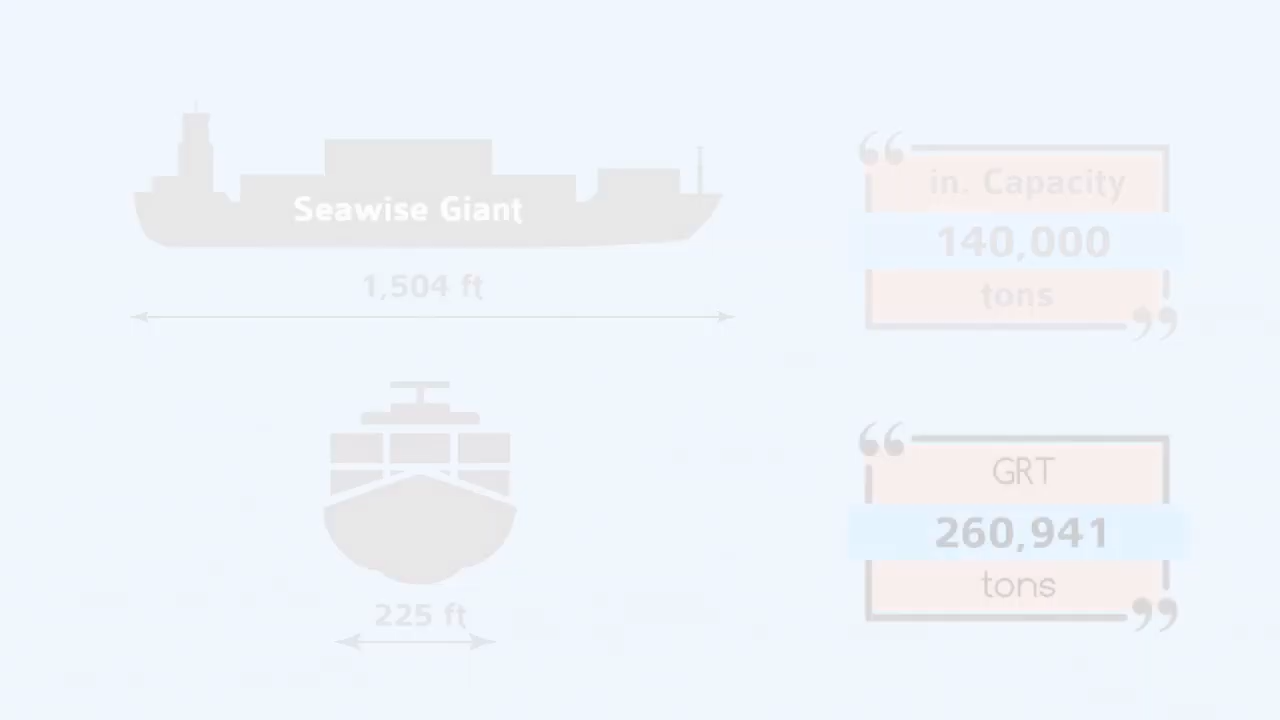 Seawise Giant
1,504 ft
225 ft
“
in. Capacity
140,000
tons
”
“
GRT
260,941
tons
”